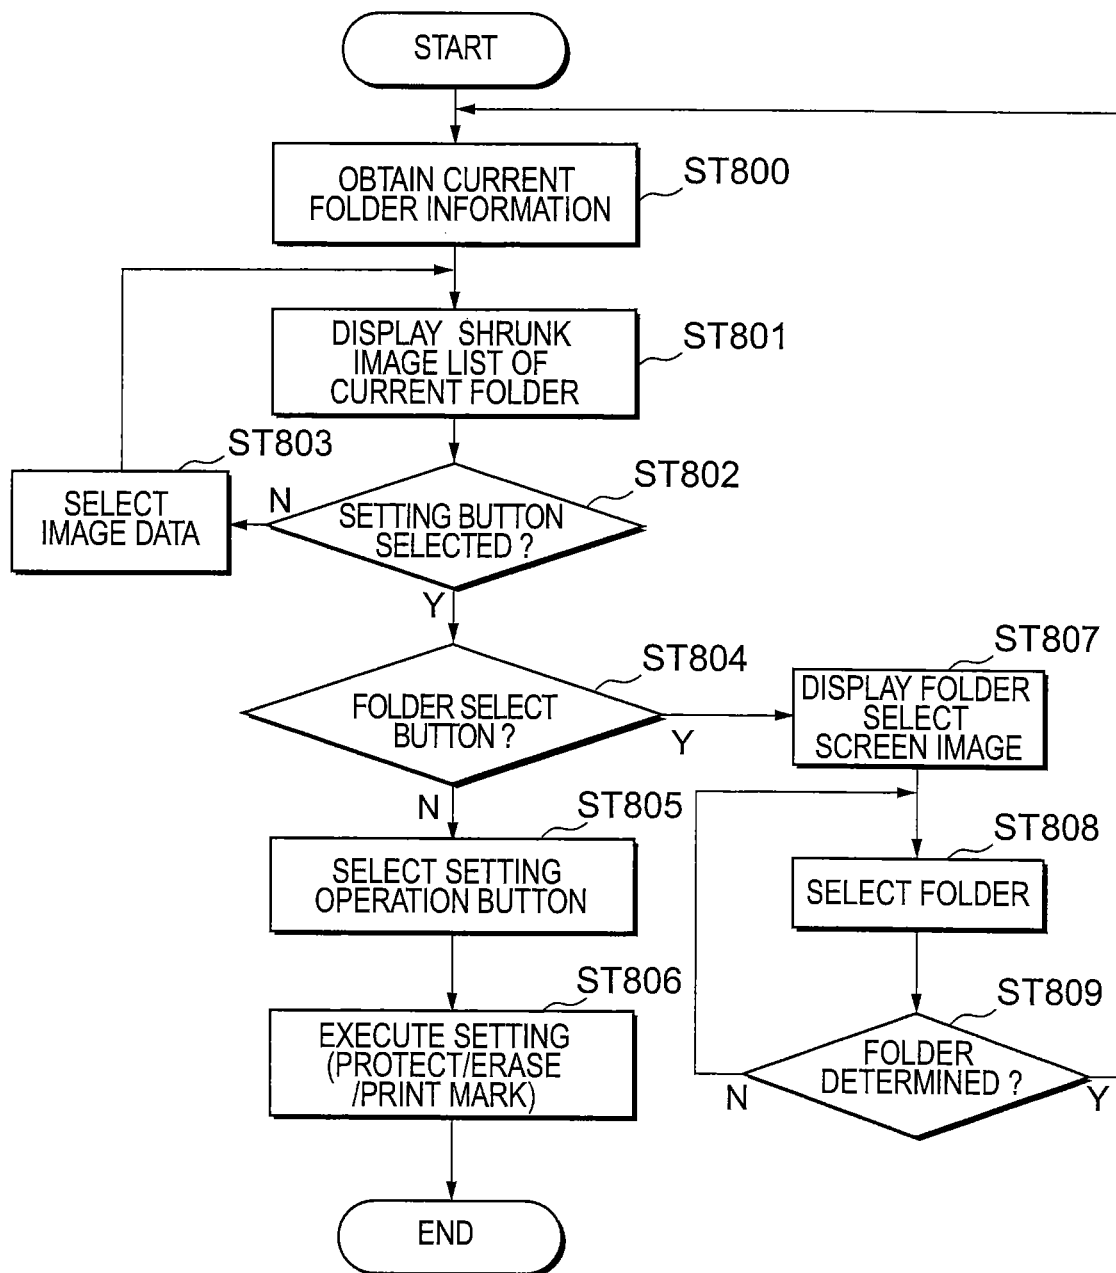 START
OBTAIN CURRENT
FOLDER INFORMATION
ST800
DISPLAY SHRUNK
IMAGE LIST OF
CURRENT FOLDER
ST801
ST803
SELECT
IMAGE DATA
N
ST802
SETTING BUTTON
SELECTED ?
Y
ST804
FOLDER SELECT
BUTTON ?
Y
N
ST807
DISPLAY FOLDER
SELECT
SCREEN IMAGE
ST805
SELECT SETTING
OPERATION BUTTON
ST808
SELECT FOLDER
ST806
EXECUTE SETTING
(PROTECT/ERASE
/PRINT MARK)
ST809
FOLDER
DETERMINED ?
N
Y
END